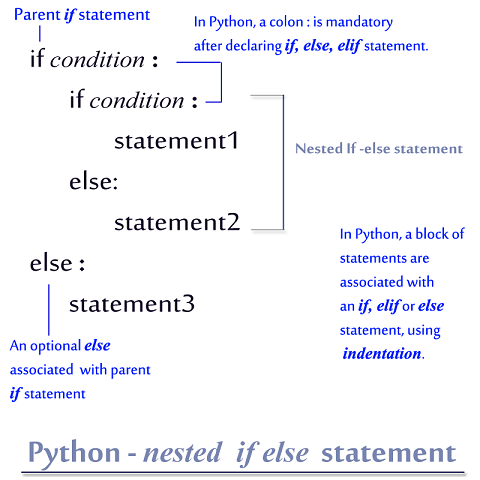 Parent if statement
In Python, a colon : is mandatory
after declaring if, else, elif statement.
if condition :
if condition :
statement1
Nested If -else statement
else:
statement2
In Python, a block of
statements are
associated with
an if, elif or else
statement, using
indentation.
else :
statement3
An optional else
associated with parent
if statement
Python - nested if else statement